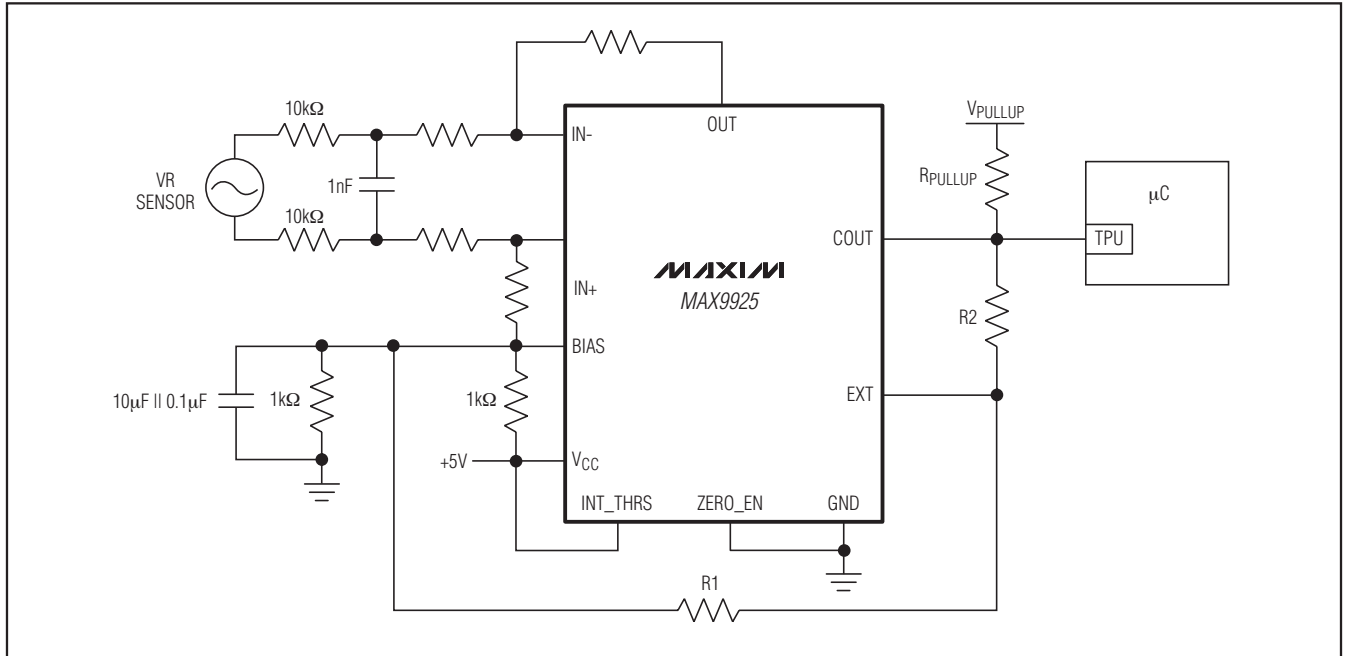 OUT
10kΩ
IN-
VPULLUP
VR
SENSOR
1nF
RPULLUP
μC
10kΩ
COUT
TPU
MAXIM
MAX9925
IN+
R2
BIAS
10μF || 0.1μF
1kΩ
1kΩ
EXT
+5V
VCC
INT_THRS
ZERO_EN
GND
R1